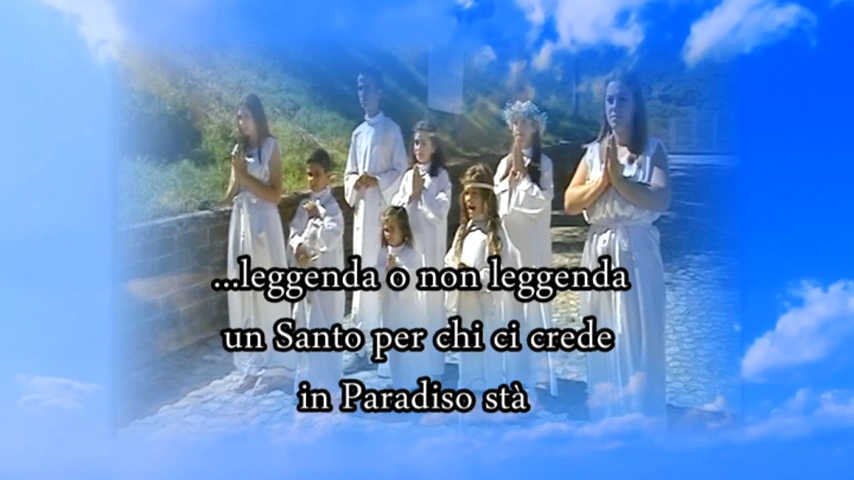 ...leggenda o non leggenda
un Santo per chi ci crede
in Paradiso stà